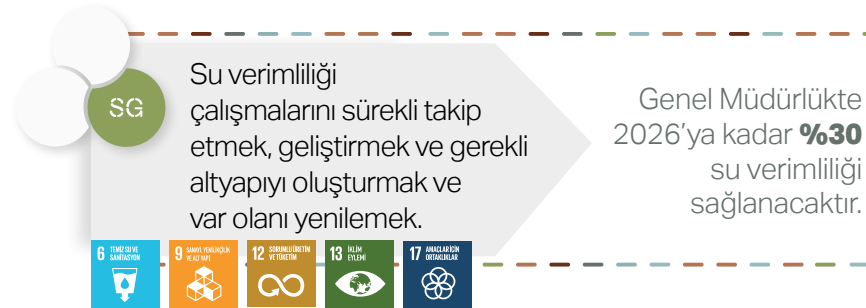 SG
Su verimliliği
çalışmalarını sürekli takip
etmek, geliştirmek ve gerekli
altyapıyı oluşturmak ve
var olanı yenilemek.
Genel Müdürlükte
2026'ya kadar %30
su verimliliği
sağlanacaktır.
6 TEMİZ SU VE
SANİTASYON
9 SANAYİ, YENİLİKÇİLİK
VE ALTYAPI
12 SORUMLU ÜRETİM
VE TÜKETİM
13 İKLİM
EYLEMİ
17 AMAÇLAR İÇİN
ORTAKLIKLAR